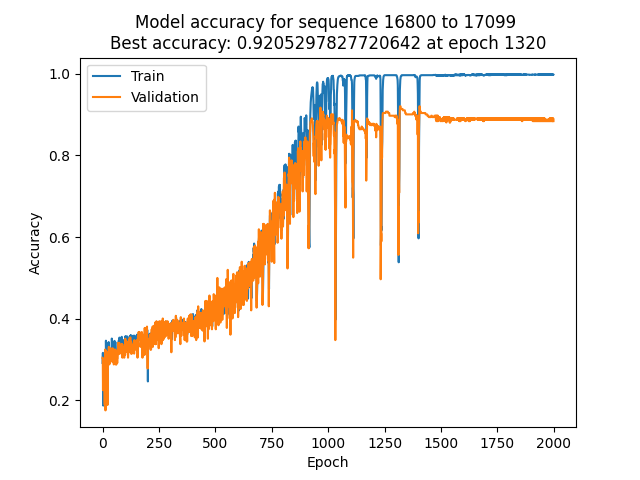 Model accuracy for sequence 16800 to 17099
Best accuracy: 0.9205297827720642 at epoch 1320
Train
Validation
1.0
0.8
0.6
0.4
0.2
Accuracy
0 250 500 750 1000 1250 1500 1750 2000
Epoch